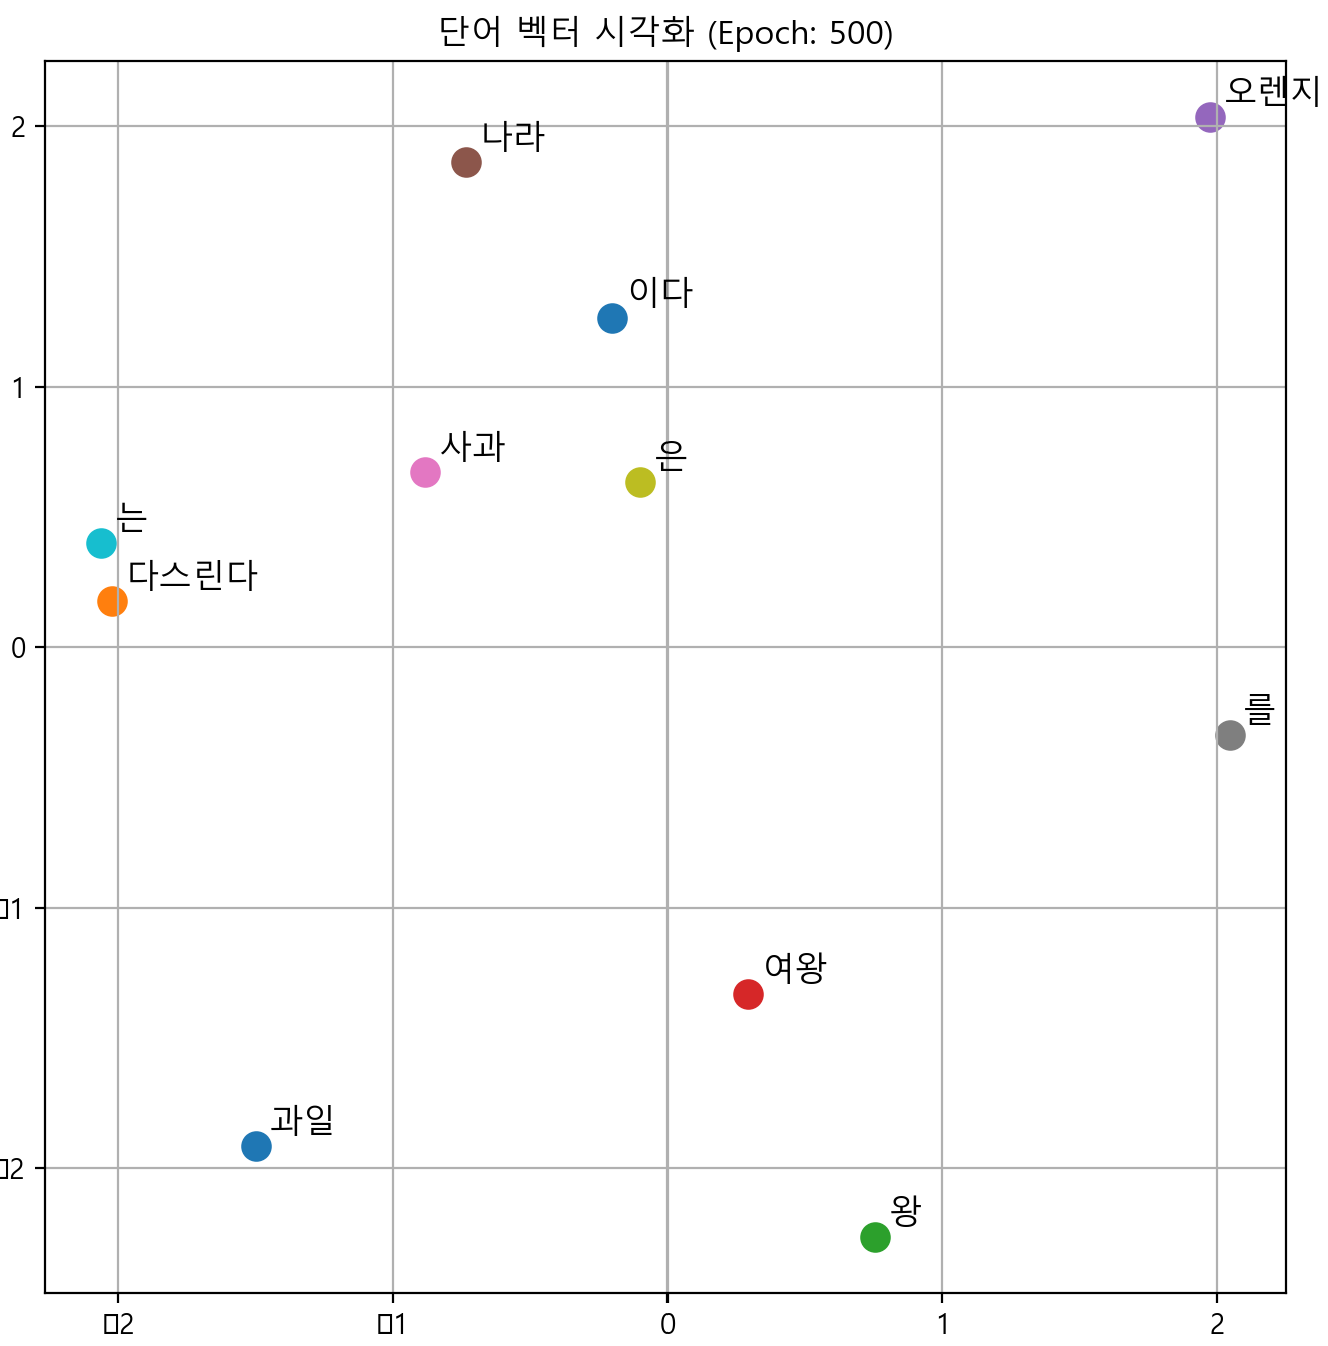 단어 벡터 시각화 (Epoch: 500)
오렌지
2
나라
이다
1
사과
은
는
다스린다
0
를
□1
여왕
과일
□2
왕
□2 □1 0 1 2